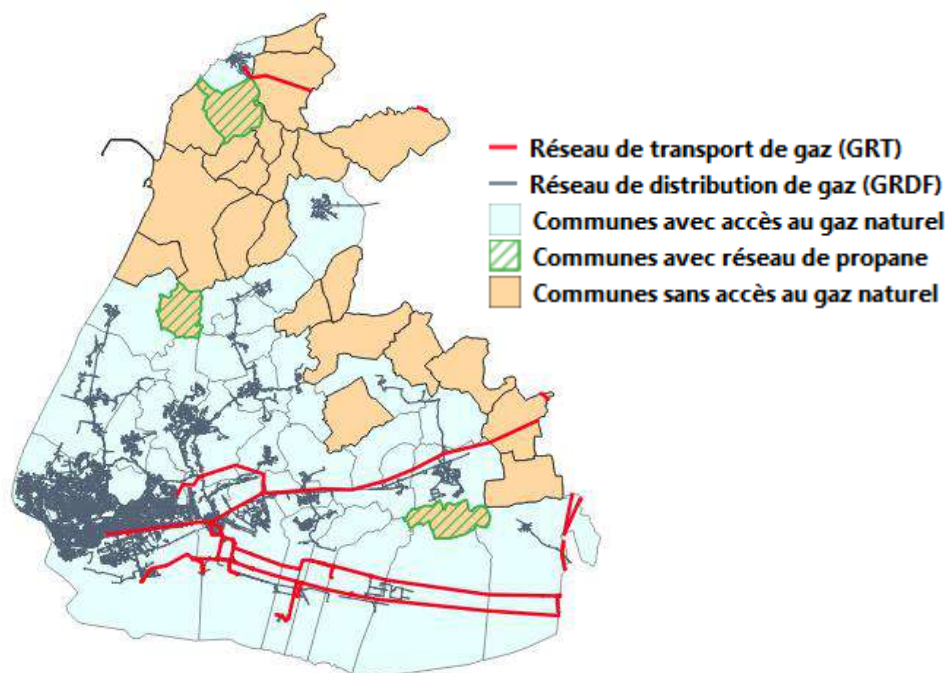 Réseau de transport de gaz (GRT)
Réseau de distribution de gaz (GRDF)
Communes avec accès au gaz naturel
Communes avec réseau de propane
Communes sans accès au gaz naturel